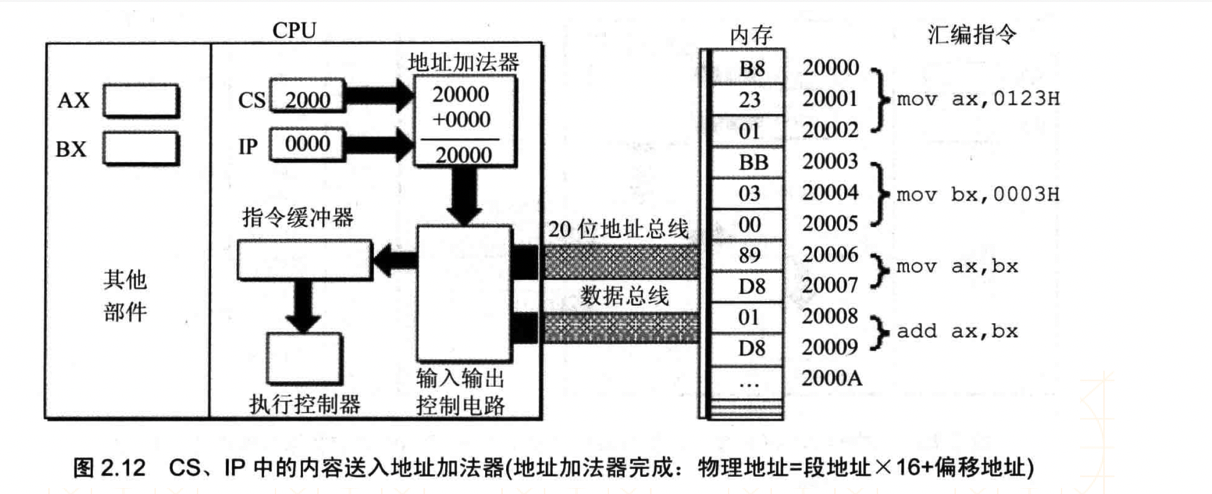 CPU
内存
汇编指令
地址加法器
AX
BX
CS
2000
IP
0000
20000
+0000
20000
指令缓冲器
其他
部件
执行控制器
输入输出
控制电路
20 位地址总线
数据总线
B8 20000
23 20001
01 20002
mov ax,0123H
BB 20003
03 20004
00 20005
mov bx,0003H
89 20006
D8 20007
mov ax,bx
01 20008
D8 20009
add ax,bx
… 2000A
图 2.12 CS、IP 中的内容送入地址加法器(地址加法器完成：物理地址=段地址×16+偏移地址)